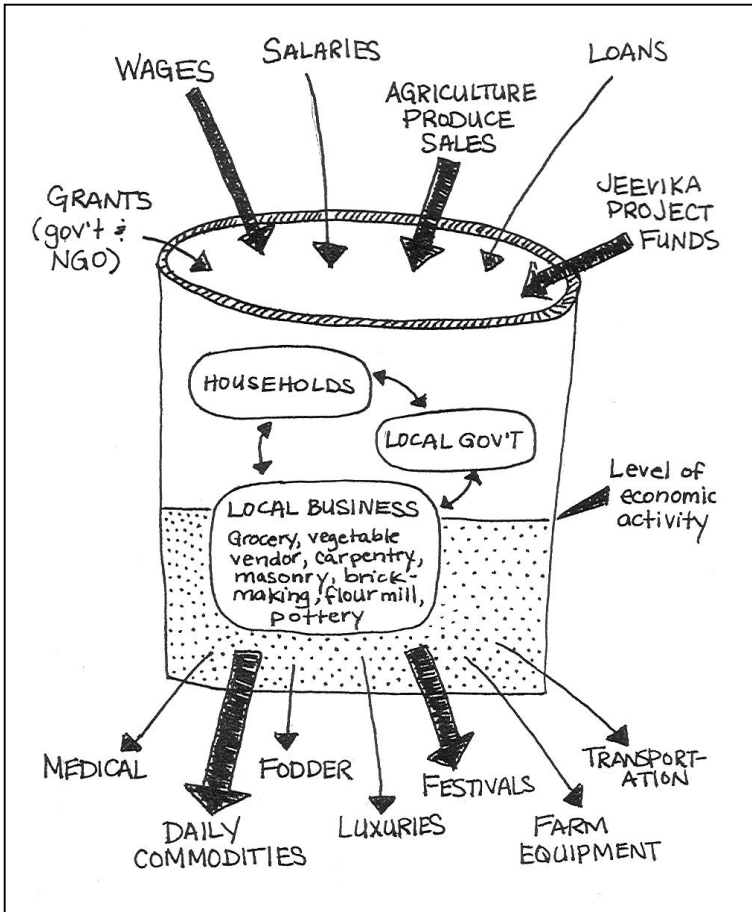 WAGES
SALARIES
LOANS
AGRICULTURE
PRODUCE
SALES
GRANTS
(gov't &
NGO)
JEEVIKA
PROJECT
FUNDS
HOUSEHOLDS
LOCAL GOV'T
Level of
economic
activity
LOCAL BUSINESS
Grocery, vegetable
vendor, carpentry,
masonry, brick-
making, flour mill,
pottery
MEDICAL
DAILY
COMMODITIES
FODDER
LUXURIES
FESTIVALS
FARM
EQUIPMENT
TRANSPORT-
ATION